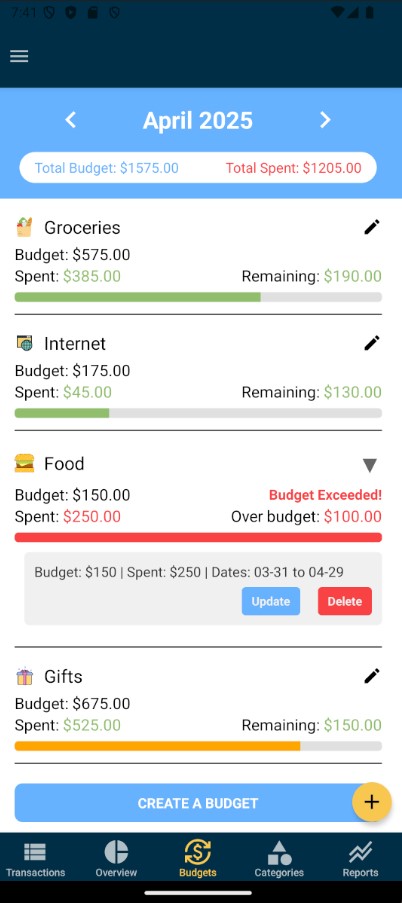 7:41
April 2025
Total Budget: $1575.00 Total Spent: $1205.00
Groceries
Budget: $575.00
Spent: $385.00 Remaining: $190.00
Internet
Budget: $175.00
Spent: $45.00 Remaining: $130.00
Food
Budget: $150.00 Budget Exceeded!
Spent: $250.00 Over budget: $100.00
Budget: $150 | Spent: $250 | Dates: 03-31 to 04-29
Update Delete
Gifts
Budget: $675.00
Spent: $525.00 Remaining: $150.00
CREATE A BUDGET +
Transactions Overview Budgets Categories Reports